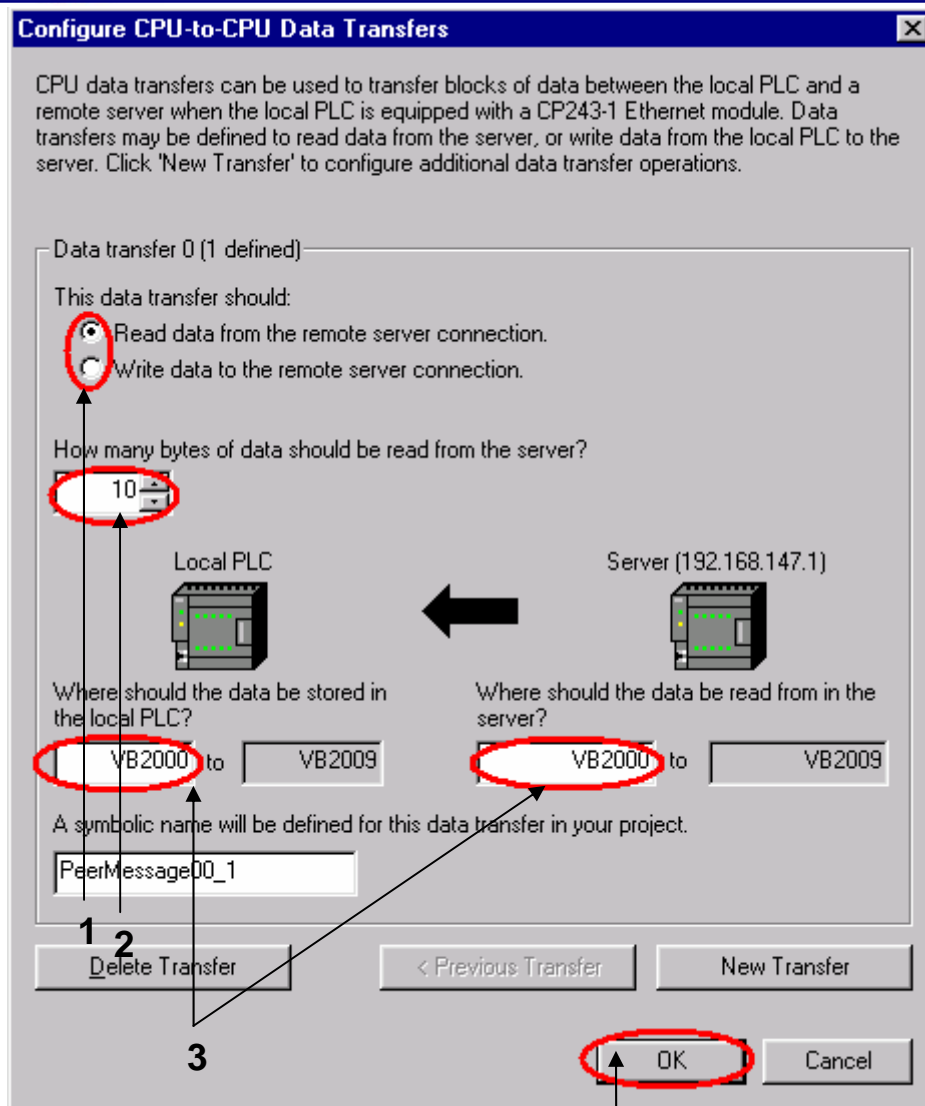 Configure CPU-to-CPU Data Transfers
CPU data transfers can be used to transfer blocks of data between the local PLC and a
remote server when the local PLC is equipped with a CP243-1 Ethernet module. Data
transfers may be defined to read data from the server, or write data from the local PLC to the
server. Click 'New Transfer' to configure additional data transfer operations.
Data transfer 0 (1 defined)
This data transfer should:
Read data from the remote server connection.
Write data to the remote server connection.
How many bytes of data should be read from the server?
10
Local PLC
Server (192.168.147.1)
Where should the data be stored in
the local PLC?
Where should the data be read from in the
server?
VB2000 to VB2009
VB2000 to VB2009
A symbolic name will be defined for this data transfer in your project.
PeerMessage00_1
1
2
Delete Transfer
< Previous Transfer
New Transfer
3
OK
Cancel